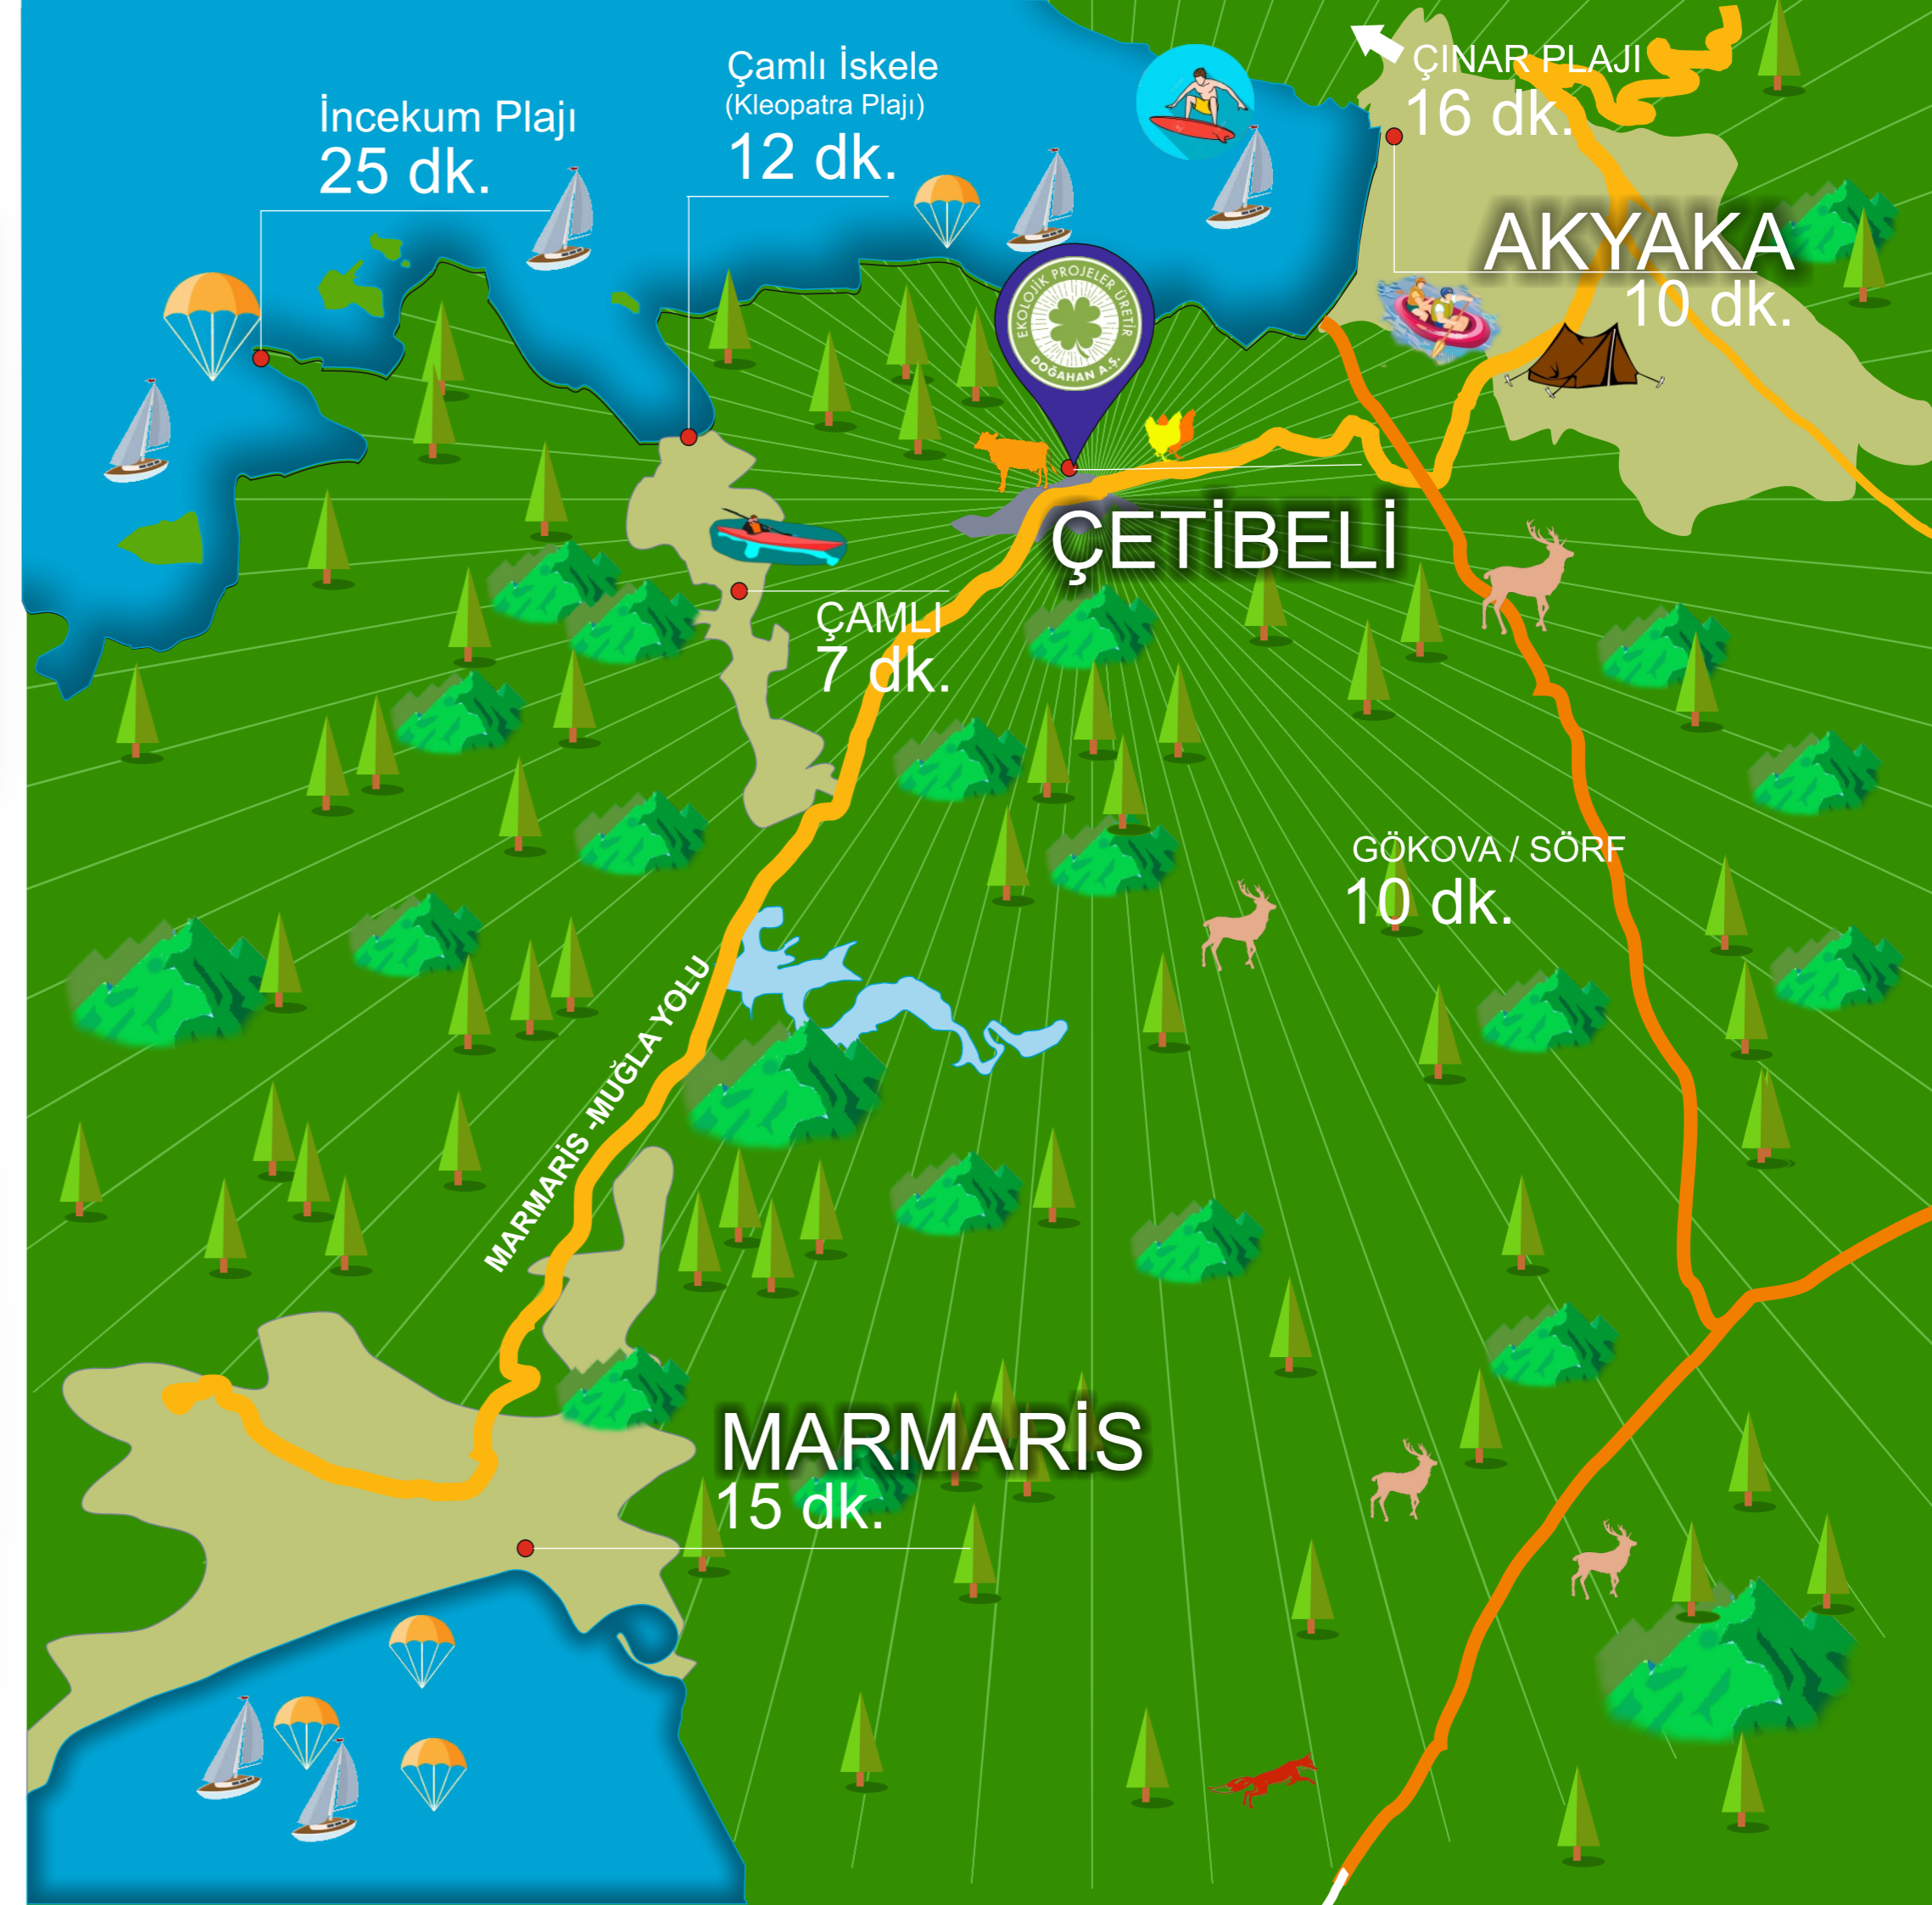 İncekum Plajı
25 dk.
Çamlı İskele
(Kleopatra Plajı)
12 dk.
ÇINAR PLAJI
16 dk.
AKYAKA
10 dk.
EKOLOJİK PROJELER ÜRETİR
DOĞAHAN A.Ş.
ÇETİBELİ
ÇAMLI
7 dk.
GÖKOVA / SÖRF
10 dk.
MARMARİS -MUĞLA YOLU
MARMARİS
15 dk.